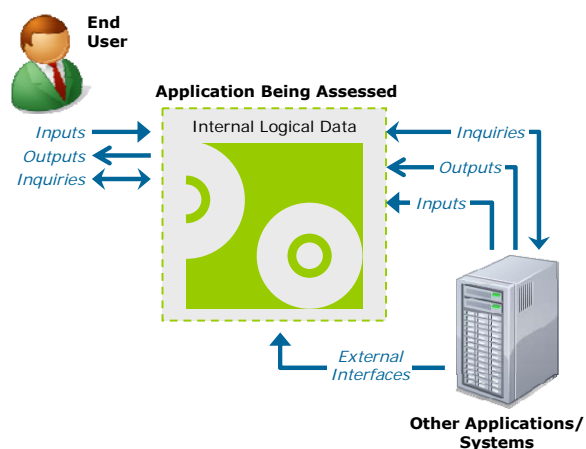 End
User
Application Being Assessed
Internal Logical Data
Inputs
Outputs
Inquiries
Inquiries
Outputs
Inputs
External
Interfaces
Other Applications/
Systems